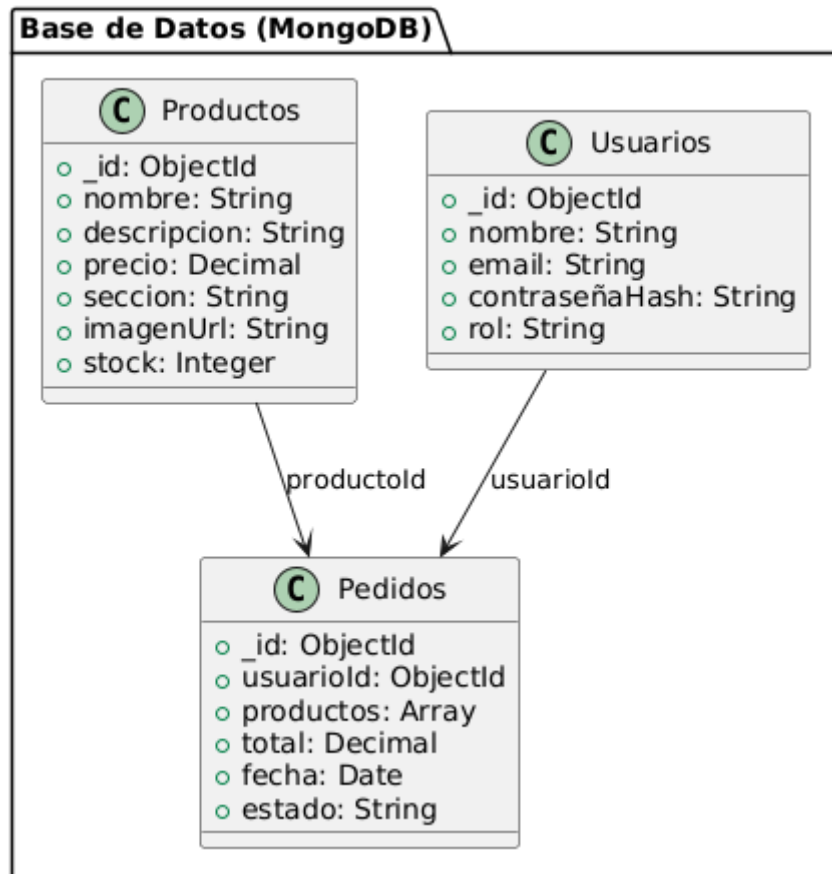 Base de Datos (MongoDB)
C Productos
_id: ObjectId
nombre: String
descripcion: String
precio: Decimal
seccion: String
imagenUrl: String
stock: Integer
C Usuarios
_id: ObjectId
nombre: String
email: String
contraseñaHash: String
rol: String
productoId
usuarioId
C Pedidos
_id: ObjectId
usuarioId: ObjectId
productos: Array
total: Decimal
fecha: Date
estado: String